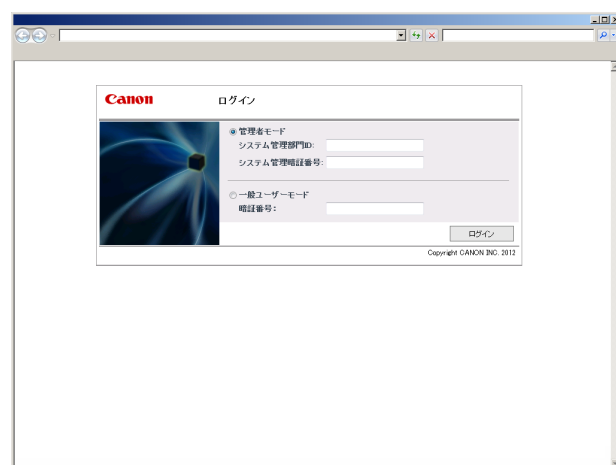 Canon
ログイン
管理者モード
システム管理部門ID:
システム管理暗証番号:
一般ユーザーモード
暗証番号:
ログイン
Copyright CANON INC. 2012